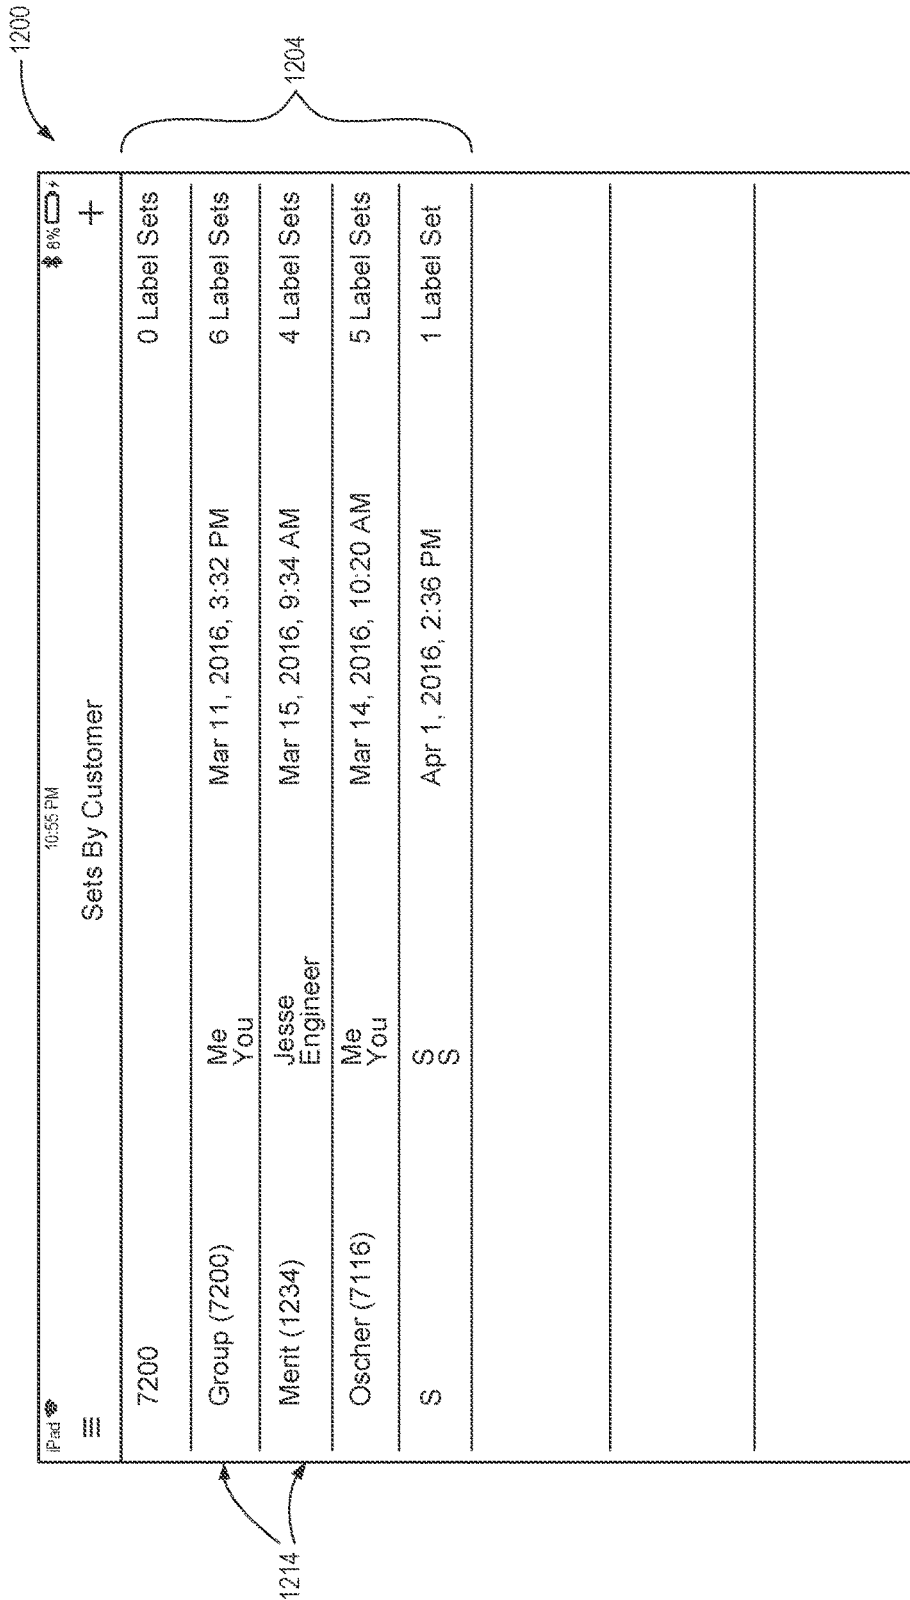 1200
iPad 10:55 PM 8%
Sets By Customer +
7200 0 Label Sets
Group (7200) Me You Mar 11, 2016, 3:32 PM 6 Label Sets
Merit (1234) Jesse Engineer Mar 15, 2016, 9:34 AM 4 Label Sets
Oscher (7116) Me You Mar 14, 2016, 10:20 AM 5 Label Sets
S S S Apr 1, 2016, 2:36 PM 1 Label Set
1204
1214